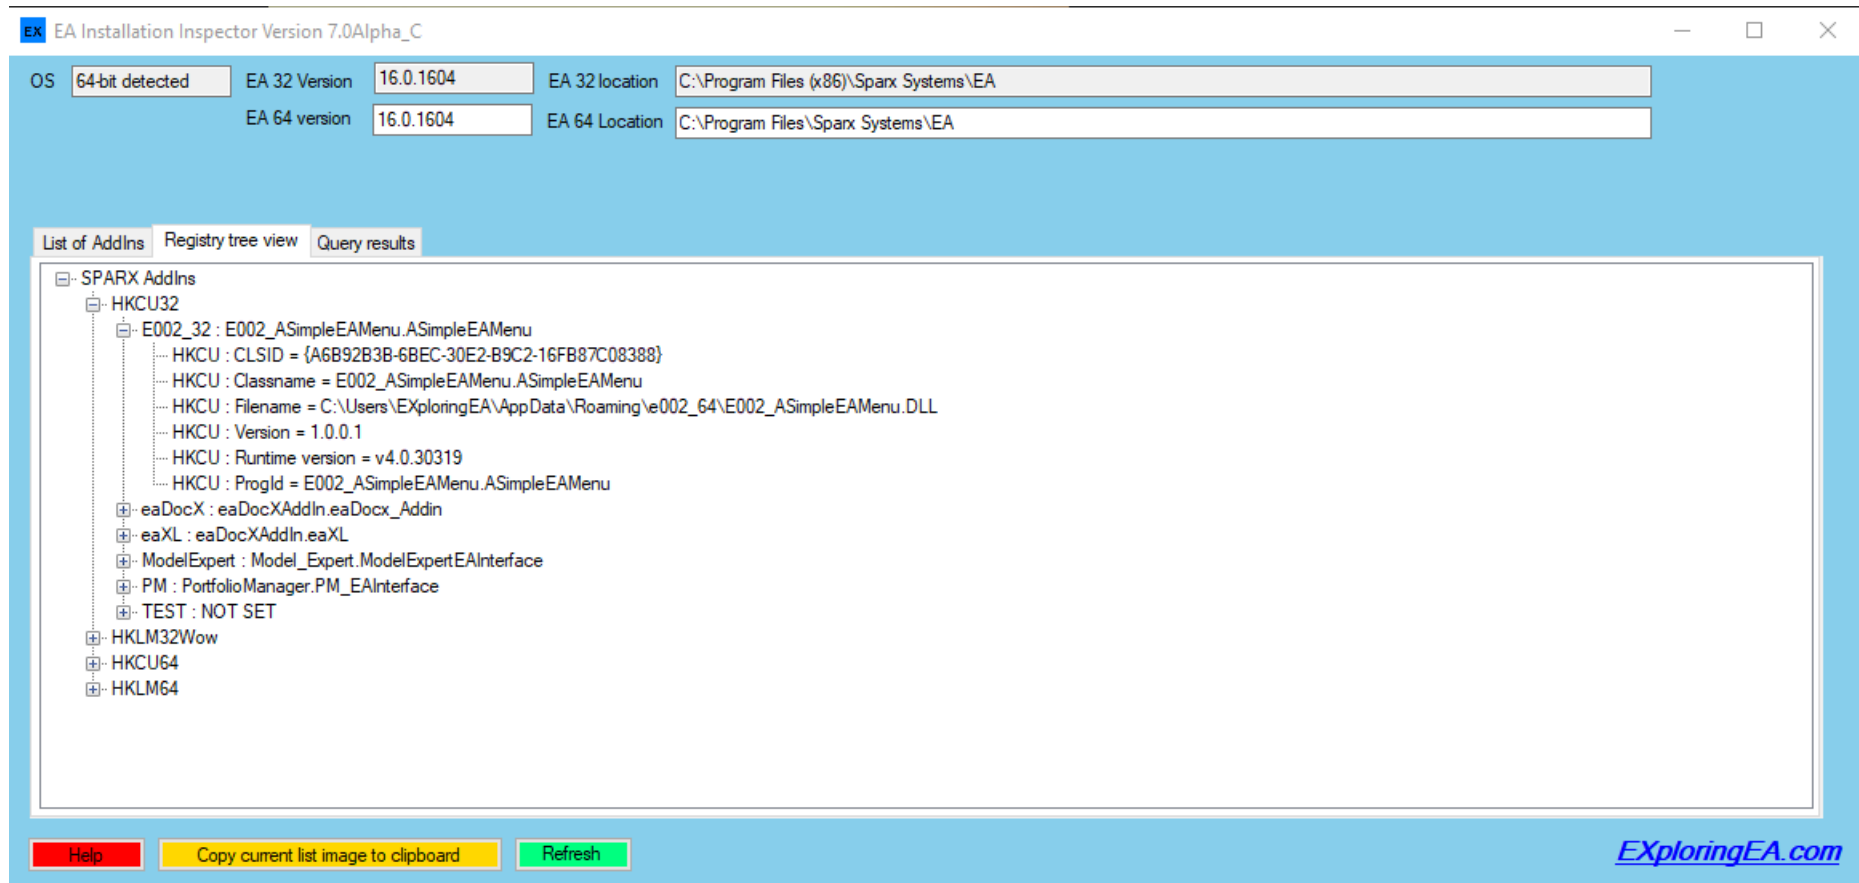 EX EA Installation Inspector Version 7.0Alpha_C
OS 64-bit detected EA 32 Version 16.0.1604 EA 32 location C:\Program Files (x86)\Sparx Systems\EA
EA 64 version 16.0.1604 EA 64 Location C:\Program Files\Sparx Systems\EA
List of AddIns Registry tree view Query results
SPARX AddIns
HKCU32
E002_32 : E002_ASimpleEAMenu.ASimpleEAMenu
HKCU : CLSID = {A6B92B3B-6BEC-30E2-B9C2-16FB87C08388}
HKCU : Classname = E002_ASimpleEAMenu.ASimpleEAMenu
HKCU : Filename = C:\Users\EXploringEA\AppData\Roaming\e002_64\E002_ASimpleEAMenu.DLL
HKCU : Version = 1.0.0.1
HKCU : Runtime version = v4.0.30319
HKCU : ProgId = E002_ASimpleEAMenu.ASimpleEAMenu
eaDocX : eaDocXAddIn.eaDocx_Addin
eaXL : eaDocXAddIn.eaXL
ModelExpert : Model_Expert.ModelExpertEAInterface
PM : PortfolioManager.PM_EAInterface
TEST : NOT SET
HKLM32Wow
HKCU64
HKLM64
Help Copy current list image to clipboard Refresh EXploringEA.com